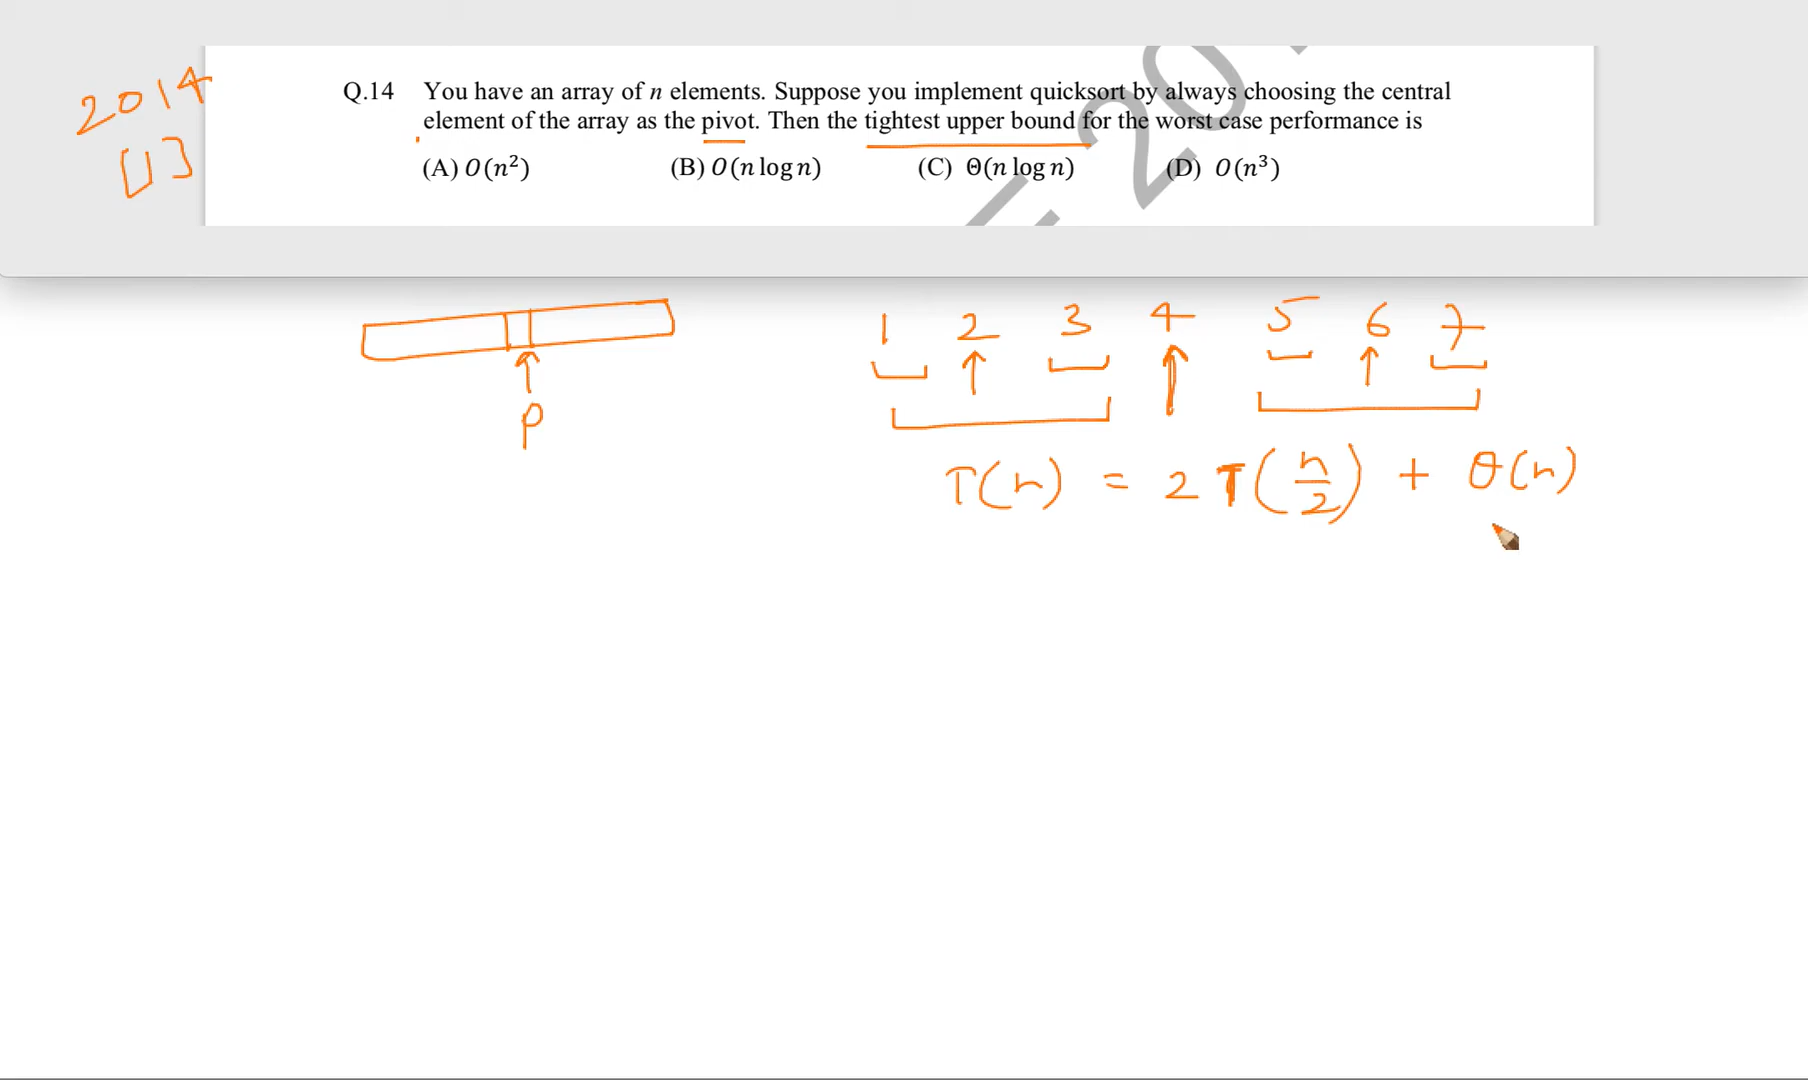 2014
[1]
Q.14 You have an array of n elements. Suppose you implement quicksort by always choosing the central
element of the array as the pivot. Then the tightest upper bound for the worst case performance is
(A) O(n²) (B) O(n log n) (C) Θ(n log n) (D) O(n³)
1 2 3 4 5 6 7
P
T(n) = 2T(n/2) + θ(n)